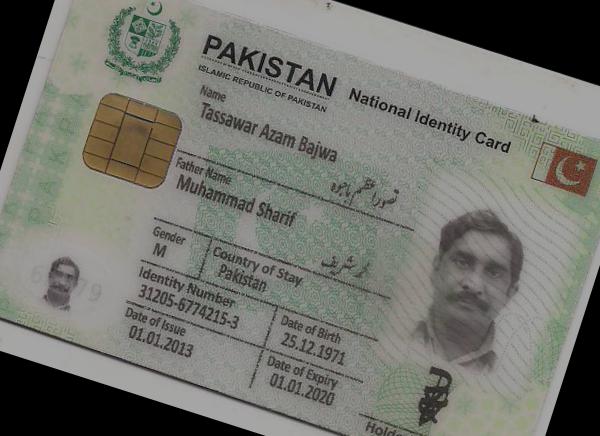 PAKISTAN National Identity Card
ISLAMIC REPUBLIC OF PAKISTAN
Name
Tassawar Azam Bajwa
تصور اعظم باجوہ
Father Name
Muhammad Sharif
محمد شریف
Gender
M
Country of Stay
Pakistan
Identity Number
31205-6774215-3
Date of Birth
25.12.1971
Date of Issue
01.01.2013
Date of Expiry
01.01.2020